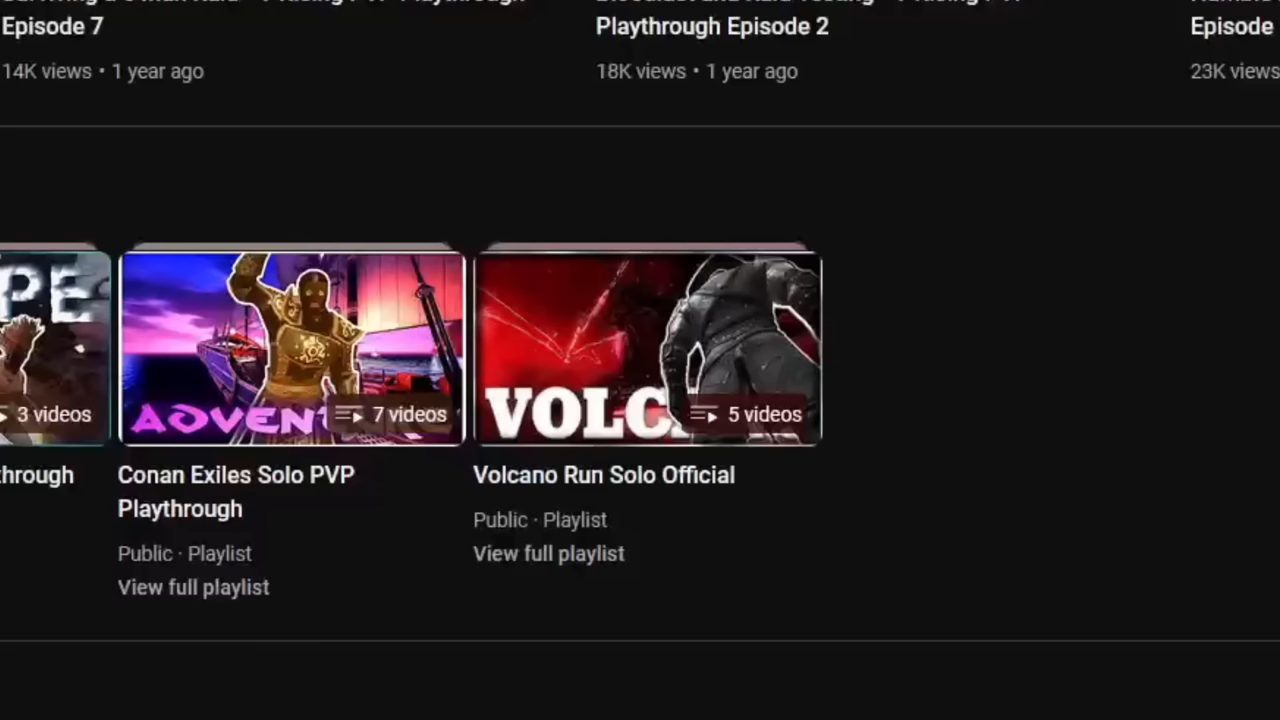 Episode 7
Playthrough Episode 2
Episode
14K views • 1 year ago
18K views • 1 year ago
23K views
PE
ADVENT
VOLC
3 videos
7 videos
5 videos
Conan Exiles Solo PVP
Playthrough
Public · Playlist
View full playlist
Volcano Run Solo Official
Public · Playlist
View full playlist